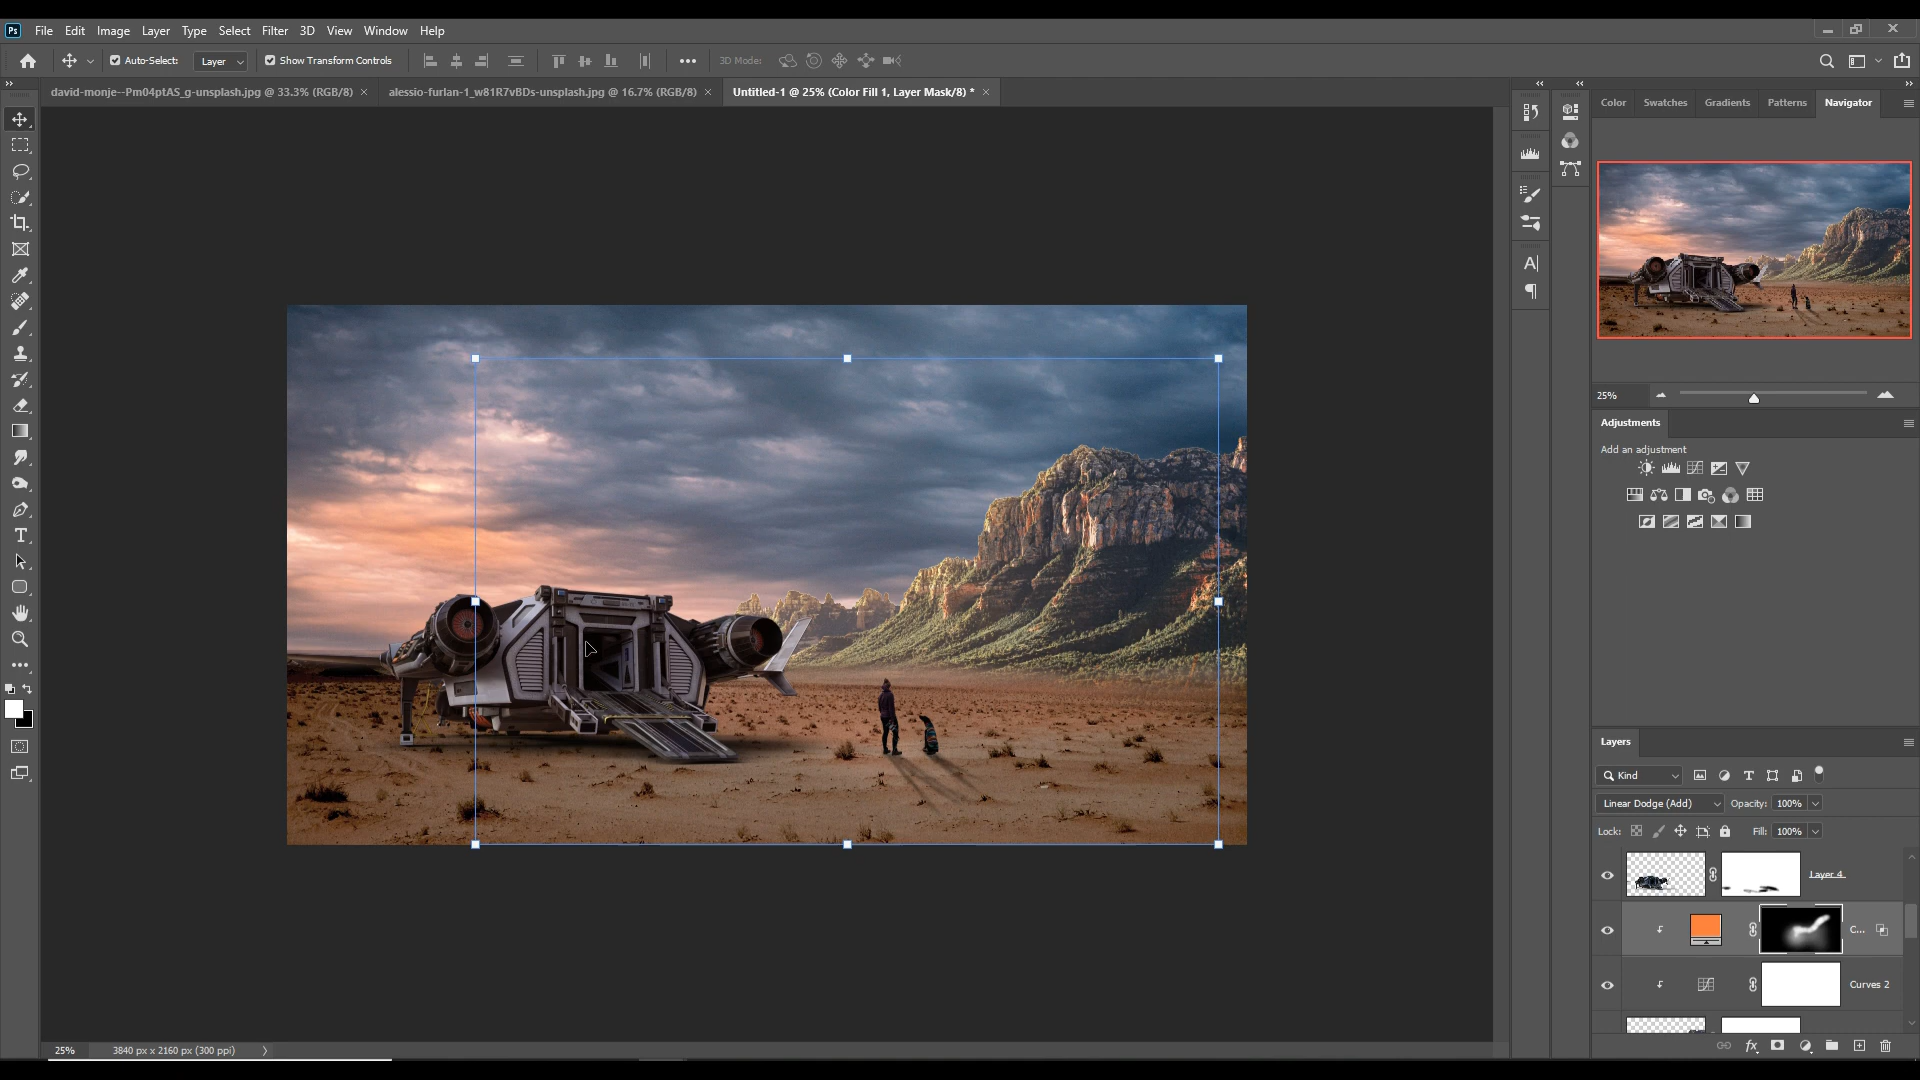 Ps File Edit Image Layer Type Select Filter 3D View Window Help
Auto-Select: Layer Show Transform Controls 3D Mode:
david-monje--Pm04ptAS_g-unsplash.jpg @ 33.3% (RGB/8) × alessio-furlan-1_w81R7vBDs-unsplash.jpg @ 16.7% (RGB/8) × Untitled-1 @ 25% (Color Fill 1, Layer Mask/8) * ×
Color Swatches Gradients Patterns Navigator
25%
Adjustments
Add an adjustment
Layers
Kind
Linear Dodge (Add) Opacity: 100%
Lock: Fill: 100%
Layer 4
C...
Curves 2
fx
25% 3840 px x 2160 px (300 ppi)